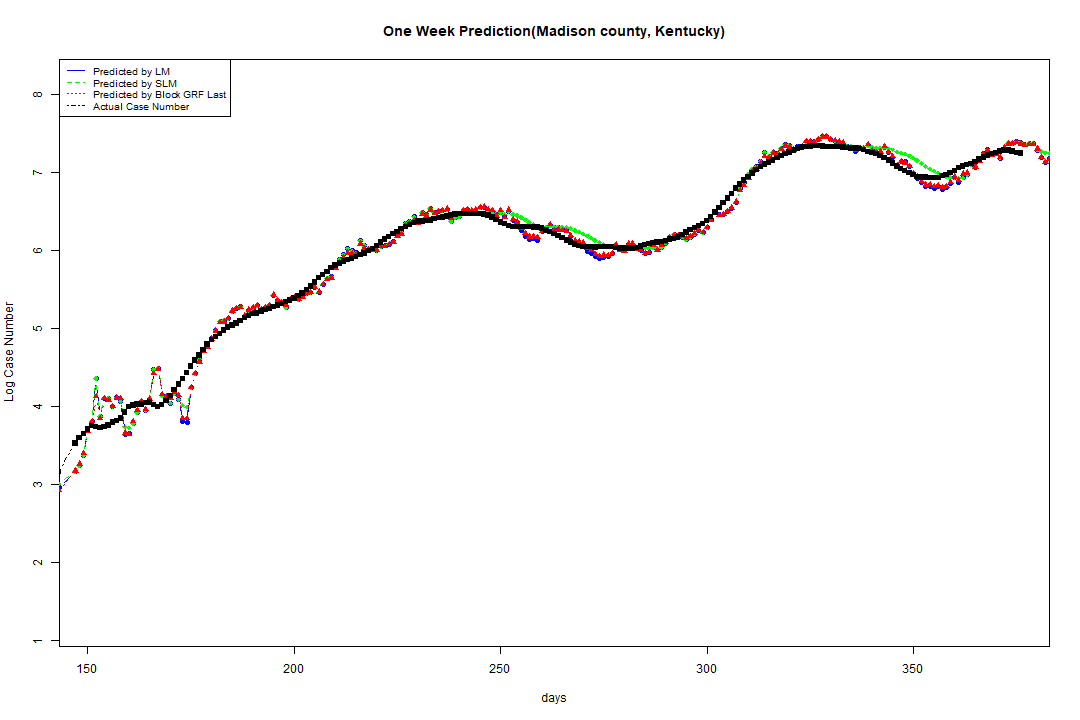 One Week Prediction(Madison county, Kentucky)
Predicted by LM
Predicted by SLM
Predicted by Block GRF Last
Actual Case Number
8
7
6
5
4
3
2
1
Log Case Number
150 200 250 300 350
days